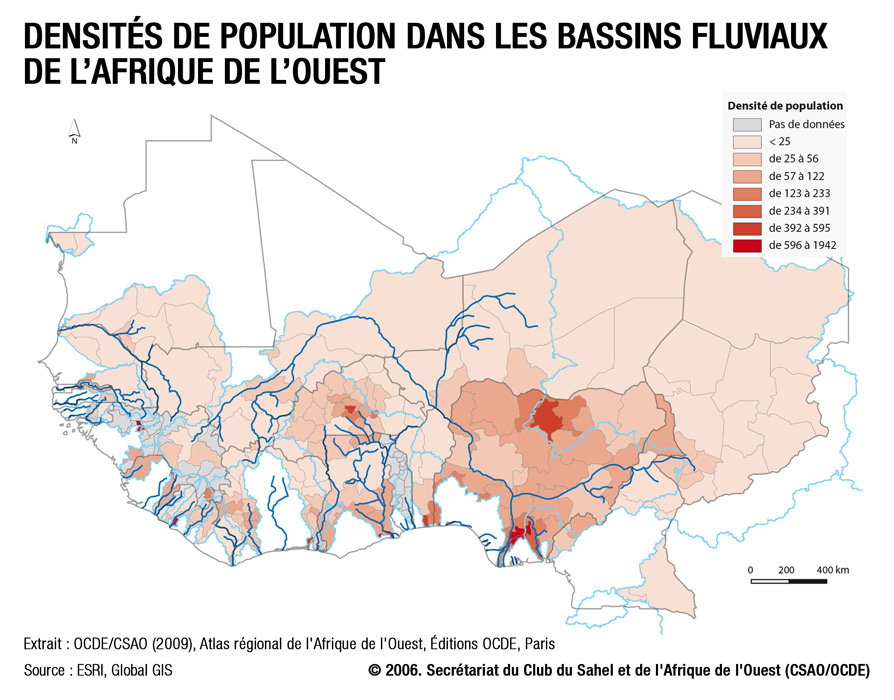 DENSITÉS DE POPULATION DANS LES BASSINS FLUVIAUX
DE L’AFRIQUE DE L’OUEST
N
Densité de population
Pas de données
< 25
de 25 à 56
de 57 à 122
de 123 à 233
de 234 à 391
de 392 à 595
de 596 à 1942
0 200 400 km
Extrait : OCDE/CSAO (2009), Atlas régional de l'Afrique de l'Ouest, Éditions OCDE, Paris
Source : ESRI, Global GIS
© 2006. Secrétariat du Club du Sahel et de l'Afrique de l'Ouest (CSAO/OCDE)